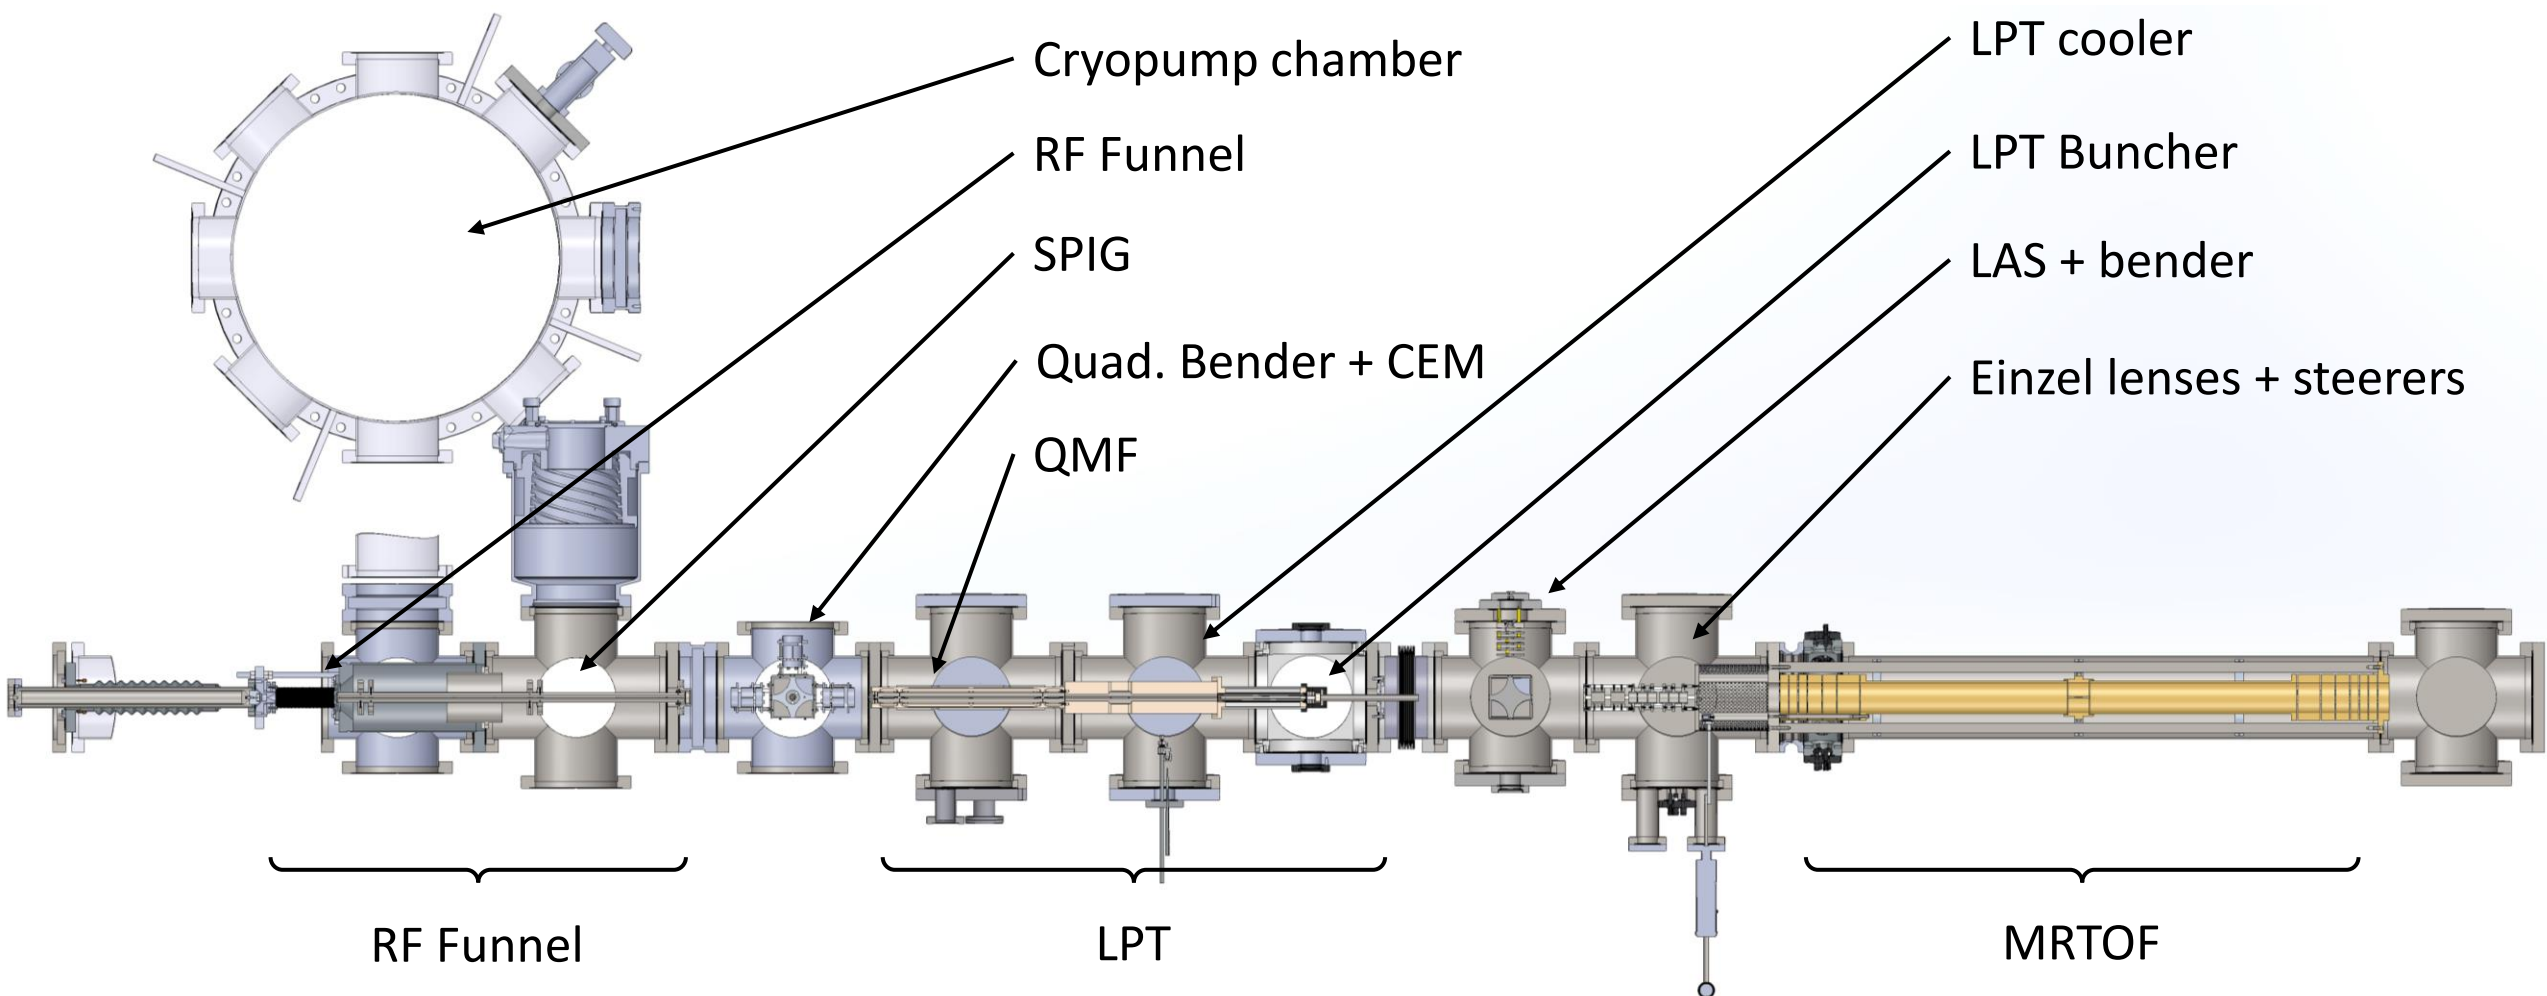 Cryopump chamber
RF Funnel
SPIG
Quad. Bender + CEM
QMF
LPT cooler
LPT Buncher
LAS + bender
Einzel lenses + steerers
RF Funnel
LPT
MRTOF